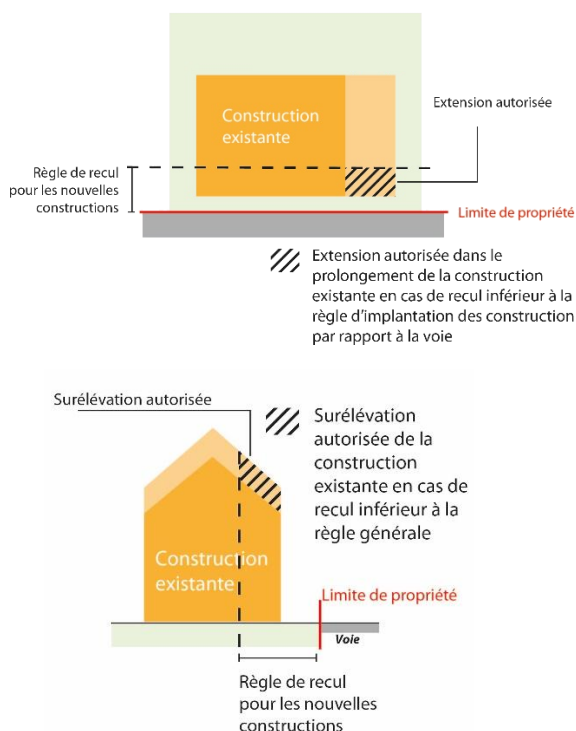 Construction
existante
Extension autorisée
Règle de recul
pour les nouvelles
constructions
Limite de propriété
Extension autorisée dans le
prolongement de la construction
existante en cas de recul inférieur à la
règle d'implantation des construction
par rapport à la voie
Surélévation autorisée
Surélévation
autorisée de la
construction
existante en cas de
recul inférieur à la
règle générale
Construction
existante
Limite de propriété
Voie
Règle de recul
pour les nouvelles
constructions